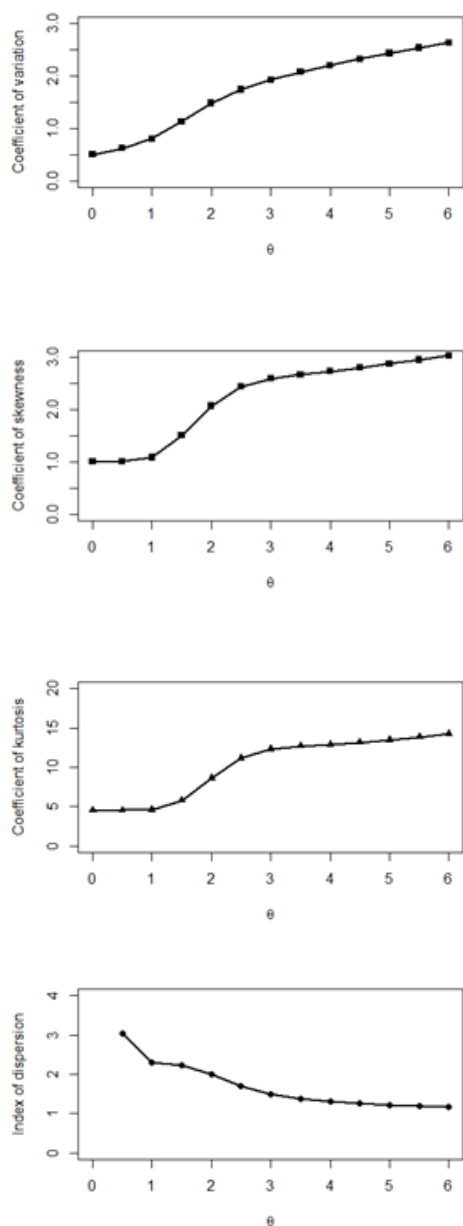 Coefficient of variation
3.0
2.0
1.0
0.0
0 1 2 3 4 5 6
θ
Coefficient of skewness
3.0
2.0
1.0
0.0
0 1 2 3 4 5 6
θ
Coefficient of kurtosis
20
15
10
5
0
0 1 2 3 4 5 6
θ
Index of dispersion
4
3
2
1
0
0 1 2 3 4 5 6
θ